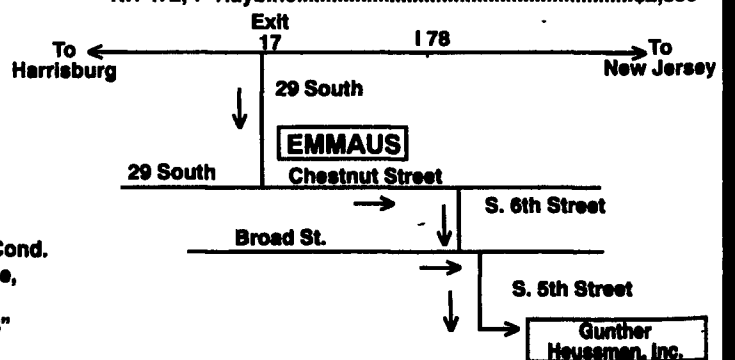 Exit
17
I 78
To
Harrisburg
To
New Jersey
29 South
EMMAUS
29 South
Chestnut Street
S. 6th Street
Cond.
Broad St.
S. 5th Street
Gunther
Heussman, Inc.